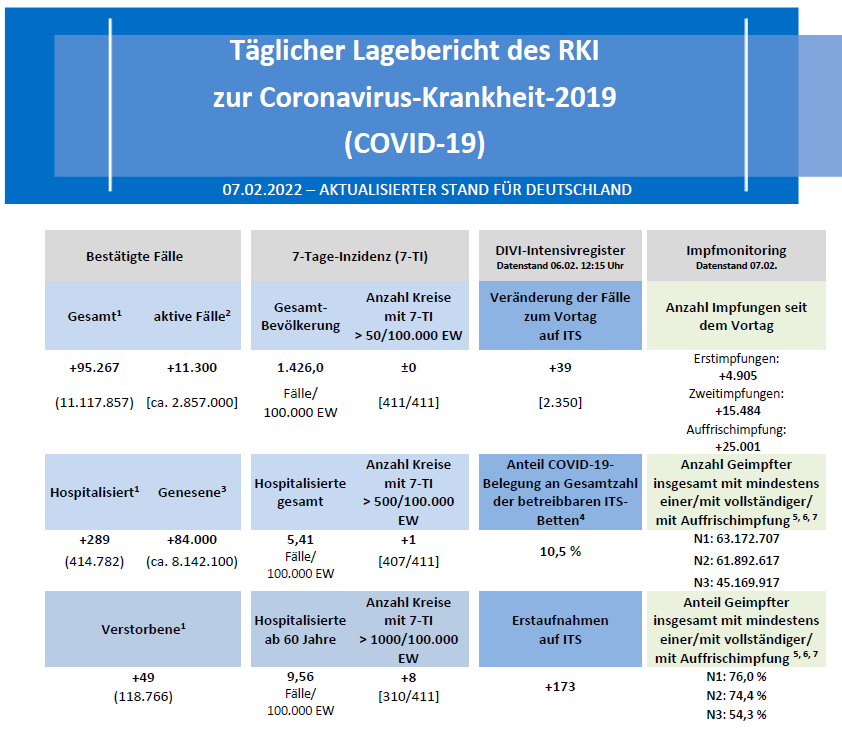 Täglicher Lagebericht des RKI
zur Coronavirus-Krankheit-2019
(COVID-19)
07.02.2022 – AKTUALISIERTER STAND FÜR DEUTSCHLAND
Bestätigte Fälle
7-Tage-Inzidenz (7-TI)
DIVI-Intensivregister
Datenstand 06.02. 12:15 Uhr
Impfmonitoring
Datenstand 07.02.
Gesamt¹
aktive Fälle²
Gesamt-
Bevölkerung
Anzahl Kreise
mit 7-TI
> 50/100.000 EW
Veränderung der Fälle
zum Vortag
auf ITS
Anzahl Impfungen seit
dem Vortag
+95.267
(11.117.857)
+11.300
[ca. 2.857.000]
1.426,0
Fälle/
100.000 EW
±0
[411/411]
+39
[2.350]
Erstimpfungen:
+4.905
Zweitimpfungen:
+15.484
Auffrischimpfung:
+25.001
Hospitalisiert¹
Genesene³
Hospitalisierte
gesamt
Anzahl Kreise
mit 7-TI
> 500/100.000
EW
Anteil COVID-19-
Belegung an Gesamtzahl
der betreibbaren ITS-
Betten⁴
Anzahl Geimpfter
insgesamt mit mindestens
einer/mit vollständiger/
mit Auffrischimpfung ⁵, ⁶, ⁷
+289
(414.782)
+84.000
(ca. 8.142.100)
5,41
Fälle/
100.000 EW
+1
[407/411]
10,5 %
N1: 63.172.707
N2: 61.892.617
N3: 45.169.917
Verstorbene¹
Hospitalisierte
ab 60 Jahre
Anzahl Kreise
mit 7-TI
> 1000/100.000
EW
Erstaufnahmen
auf ITS
Anteil Geimpfter
insgesamt mit mindestens
einer/mit vollständiger/
mit Auffrischimpfung ⁵, ⁶, ⁷
+49
(118.766)
9,56
Fälle/
100.000 EW
+8
[310/411]
+173
N1: 76,0 %
N2: 74,4 %
N3: 54,3 %